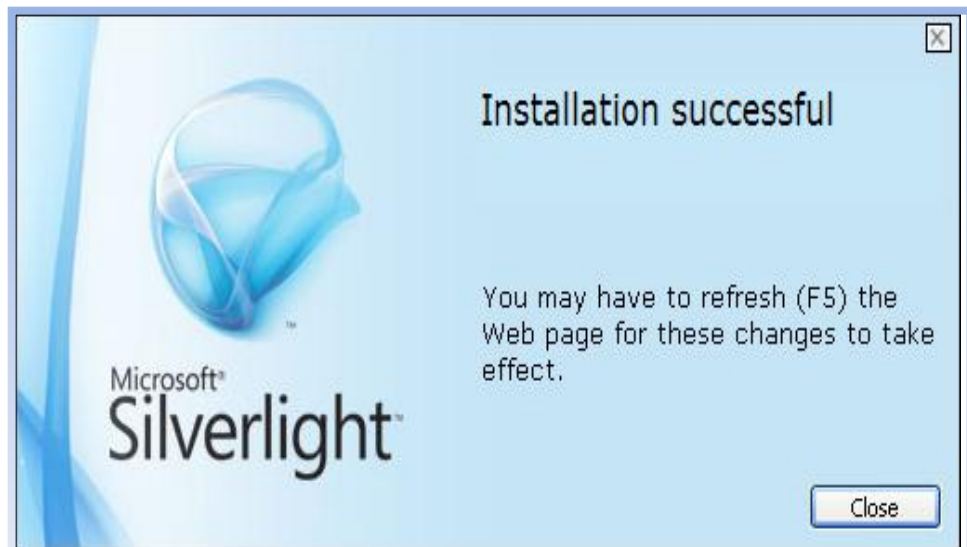 Installation successful
You may have to refresh (F5) the
Web page for these changes to take
effect.
Microsoft®
Silverlight™
Close